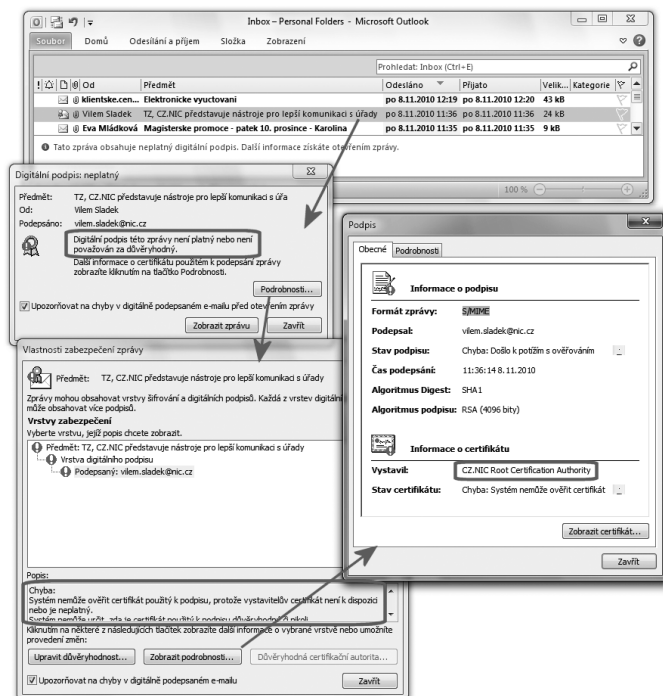 Inbox – Personal Folders - Microsoft Outlook
Soubor Domů Odesílání a příjem Složka Zobrazení
Prohledat: Inbox (Ctrl+E)
Od Předmět Odesláno Přijato Velik... Kategorie
klientske.cen... Elektronicke vyuctovani po 8.11.2010 12:19 po 8.11.2010 12:20 43 kB
Vilem Sladek TZ, CZ.NIC představuje nástroje pro lepší komunikaci s úřady po 8.11.2010 11:36 po 8.11.2010 11:36 24 kB
Eva Mládková Magisterske promoce - patek 10. prosince - Karolina po 8.11.2010 11:35 po 8.11.2010 11:35 9 kB
Tato zpráva obsahuje neplatný digitální podpis. Další informace získáte otevřením zprávy.
100 %
Digitální podpis: neplatný
Předmět: TZ, CZ.NIC představuje nástroje pro lepší komunikaci s úřa
Od: Vilem Sladek
Podepsáno: vilem.sladek@nic.cz
Digitální podpis této zprávy není platný nebo není
považován za důvěryhodný.
Další informace o certifikátu použitém k podepsání zprávy
zobrazíte kliknutím na tlačítko Podrobnosti.
Podrobnosti...
Upozorňovat na chyby v digitálně podepsaném e-mailu před otevřením zprávy
Zobrazit zprávu Zavřít
Vlastnosti zabezpečení zprávy
Předmět: TZ, CZ.NIC představuje nástroje pro lepší komunikaci s úřady
Zprávy mohou obsahovat vrstvy šifrování a digitálních podpisů. Každá z vrstev digitální
může obsahovat více podpisů.
Vrstvy zabezpečení
Vyberte vrstvu, jejíž popis chcete zobrazit.
Předmět: TZ, CZ.NIC představuje nástroje pro lepší komunikaci s úřady
Vrstva digitálního podpisu
Podepsaný: vilem.sladek@nic.cz
Popis:
Chyba:
Systém nemůže ověřit certifikát použitý k podpisu, protože vystavitelův certifikát není k dispozici
nebo je neplatný.
Systém nemůže určit, zda je certifikát použitý k podpisu důvěryhodný či nikoli.
Kliknutím na některé z následujících tlačítek zobrazíte další informace o vybrané vrstvě nebo umožníte
provedení změn:
Upravit důvěryhodnost... Zobrazit podrobnosti... Důvěryhodná certifikační autorita...
Upozorňovat na chyby v digitálně podepsaném e-mailu Zavřít
Podpis
Obecné Podrobnosti
Informace o podpisu
Formát zprávy: S/MIME
Podepsal: vilem.sladek@nic.cz
Stav podpisu: Chyba: Došlo k potížím s ověřováním
Čas podepsání: 11:36:14 8.11.2010
Algoritmus Digest: SHA1
Algoritmus podpisu: RSA (4096 bity)
Informace o certifikátu
Vystavil: CZ.NIC Root Certification Authority
Stav certifikátu: Chyba: Systém nemůže ověřit certifikát
Zobrazit certifikát...
Zavřít